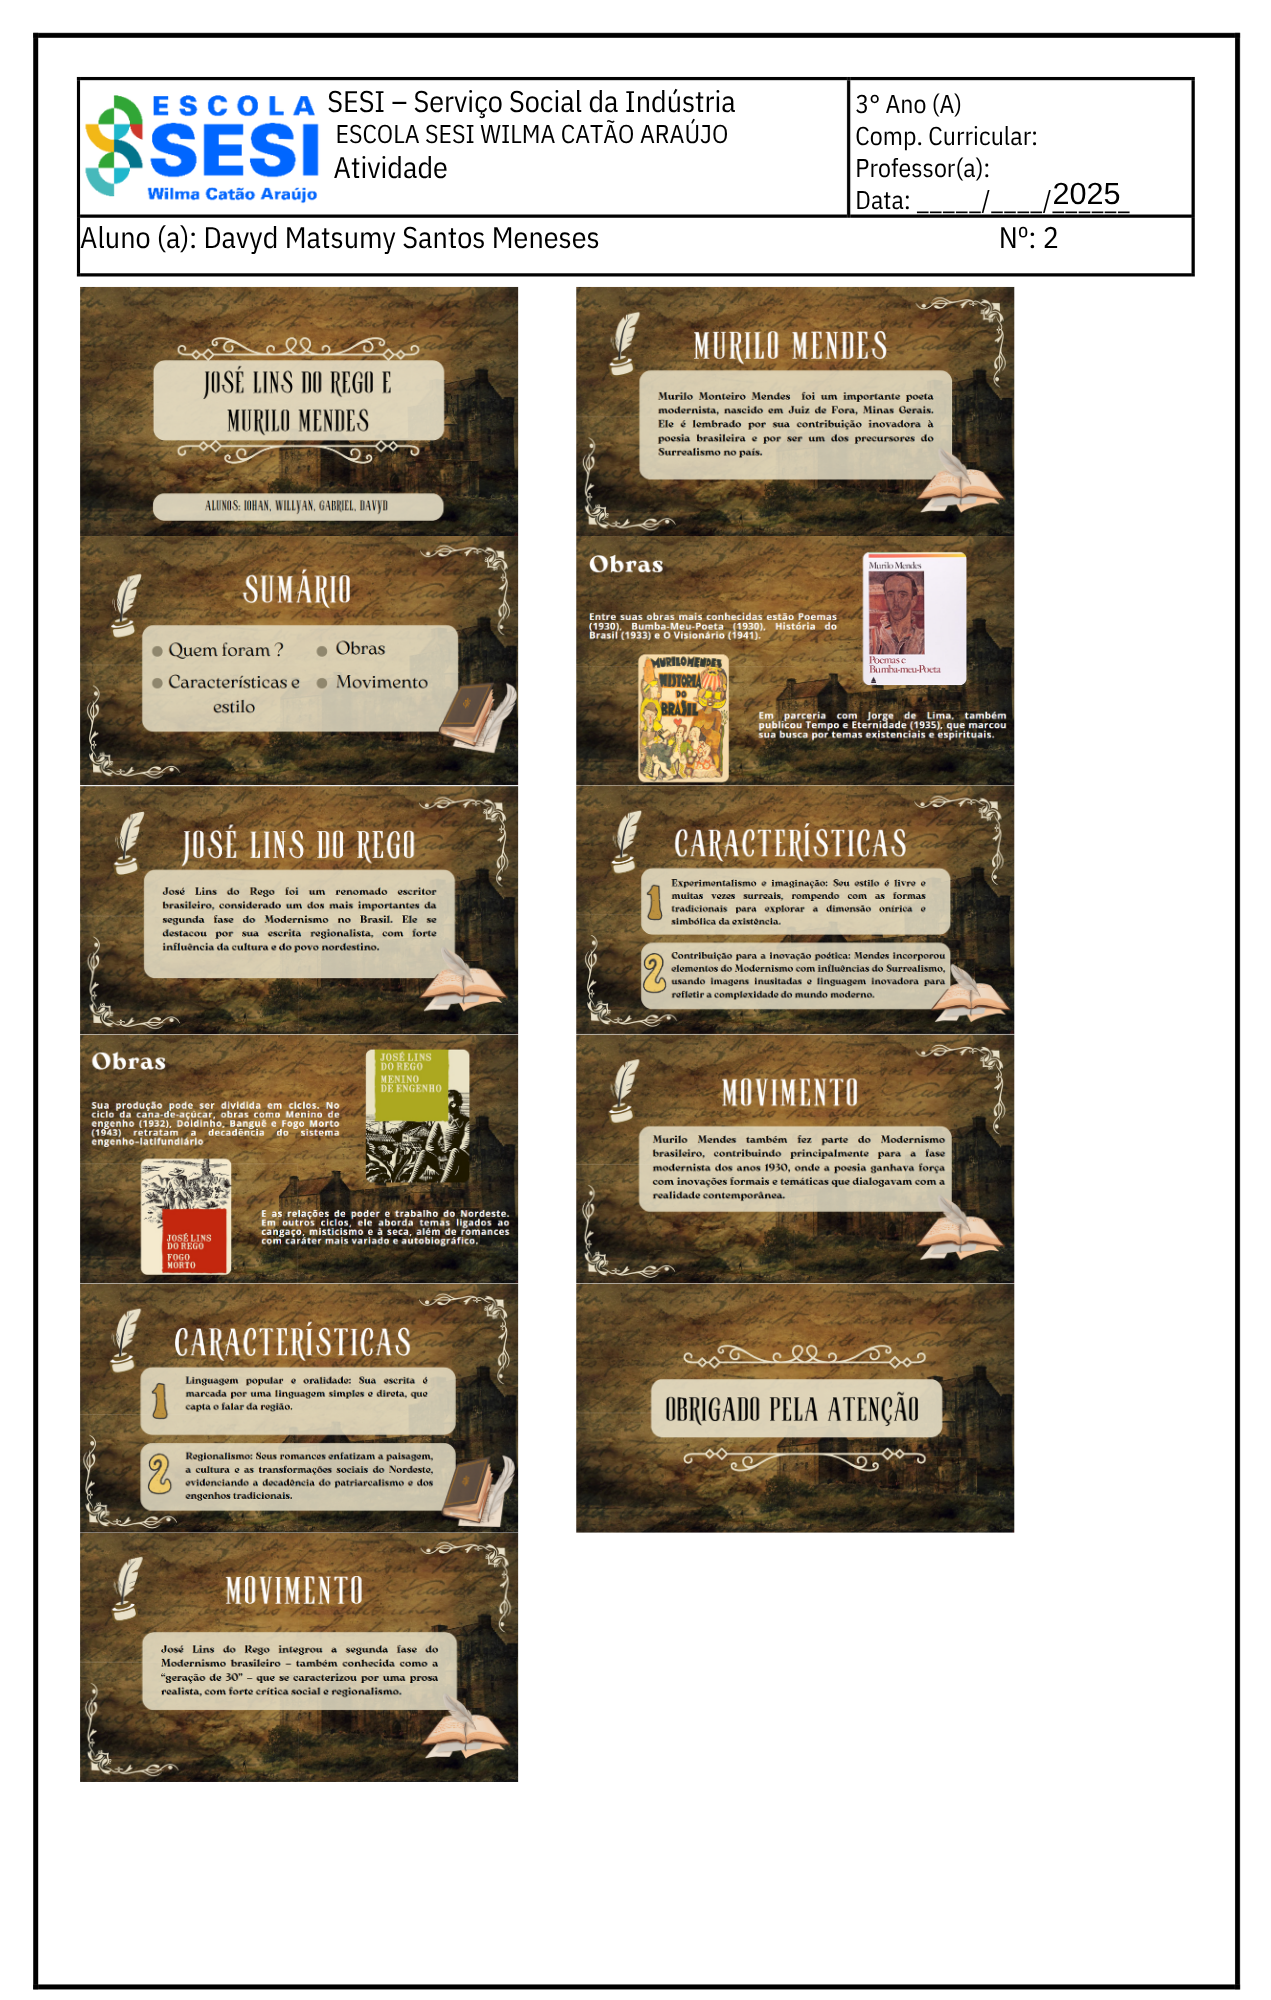 ESCOLA
SESI
Wilma Catão Araújo
SESI – Serviço Social da Indústria
ESCOLA SESI WILMA CATÃO ARAÚJO
Atividade
3° Ano (A)
Comp. Curricular:
Professor(a):
Data: _____/____/2025
Aluno (a): Davyd Matsumy Santos Meneses
Nº: 2
JOSÉ LINS DO REGO E
MURILO MENDES
ALUNOS: IOHAN, WILLYAN, GABRIEL, DAVYD
SUMÁRIO
Quem foram ?
Características e
estilo
Obras
Movimento
JOSÉ LINS DO REGO
José Lins do Rego foi um renomado escritor
brasileiro, considerado um dos mais importantes da
segunda fase do Modernismo no Brasil. Ele se
destacou por sua escrita regionalista, com forte
influência da cultura e do povo nordestino.
Obras
Sua produção pode ser dividida em ciclos. No
ciclo da cana-de-açúcar, obras como Menino de
engenho (1932), Doidinho, Banguê e Fogo Morto
(1943) retratam a decadência do sistema
engenho-latifundiário
JOSÉ LINS
DO REGO
MENINO
DE ENGENHO
JOSÉ LINS
DO REGO
FOGO
MORTO
E as relações de poder e trabalho do Nordeste.
Em outros ciclos, ele aborda temas ligados ao
cangaço, misticismo e à seca, além de romances
com caráter mais variado e autobiográfico.
CARACTERÍSTICAS
1
Linguagem popular e oralidade: Sua escrita é
marcada por uma linguagem simples e direta, que
capta o falar da região.
2
Regionalismo: Seus romances enfatizam a paisagem,
a cultura e as transformações sociais do Nordeste,
evidenciando a decadência do patriarcalismo e dos
engenhos tradicionais.
MOVIMENTO
José Lins do Rego integrou a segunda fase do
Modernismo brasileiro – também conhecida como a
“geração de 30” – que se caracterizou por uma prosa
realista, com forte crítica social e regionalismo.
MURILO MENDES
Murilo Monteiro Mendes foi um importante poeta
modernista, nascido em Juiz de Fora, Minas Gerais.
Ele é lembrado por sua contribuição inovadora à
poesia brasileira e por ser um dos precursores do
Surrealismo no país.
Obras
Entre suas obras mais conhecidas estão Poemas
(1930), Bumba-Meu-Poeta (1930), História do
Brasil (1933) e O Visionário (1941).
Murilo Mendes
Poemas e
Bumba-meu-Poeta
MURILO MENDES
HISTORIA
DO
BRASIL
Em parceria com Jorge de Lima, também
publicou Tempo e Eternidade (1935), que marcou
sua busca por temas existenciais e espirituais.
CARACTERÍSTICAS
1
Experimentalismo e imaginação: Seu estilo é livre e
muitas vezes surreais, rompendo com as formas
tradicionais para explorar a dimensão onírica e
simbólica da existência.
2
Contribuição para a inovação poética: Mendes incorporou
elementos do Modernismo com influências do Surrealismo,
usando imagens inusitadas e linguagem inovadora para
refletir a complexidade do mundo moderno.
MOVIMENTO
Murilo Mendes também fez parte do Modernismo
brasileiro, contribuindo principalmente para a fase
modernista dos anos 1930, onde a poesia ganhava força
com inovações formais e temáticas que dialogavam com a
realidade contemporânea.
OBRIGADO PELA ATENÇÃO